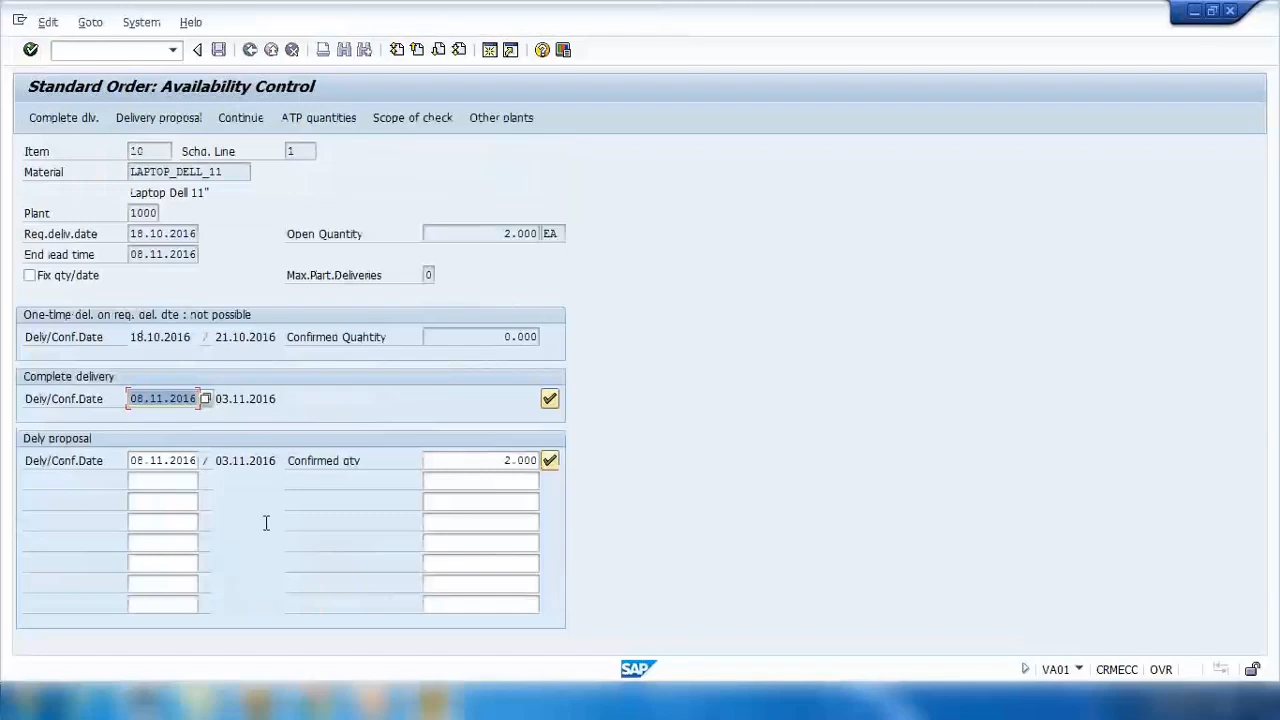 Edit Goto System Help
Standard Order: Availability Control
Complete dlv. Delivery proposal Continue ATP quantities Scope of check Other plants
Item 10 Schd. Line 1
Material LAPTOP_DELL_11
Laptop Dell 11"
Plant 1000
Req.deliv.date 18.10.2016 Open Quantity 2.000 EA
End lead time 08.11.2016
Fix qty/date Max.Part.Deliveries 0
One-time del. on req. del. dte : not possible
Dely/Conf.Date 18.10.2016 / 21.10.2016 Confirmed Quantity 0.000
Complete delivery
Dely/Conf.Date 08.11.2016 03.11.2016
Dely proposal
Dely/Conf.Date 08.11.2016 / 03.11.2016 Confirmed qty 2.000
SAP VA01 CRMECC OVR